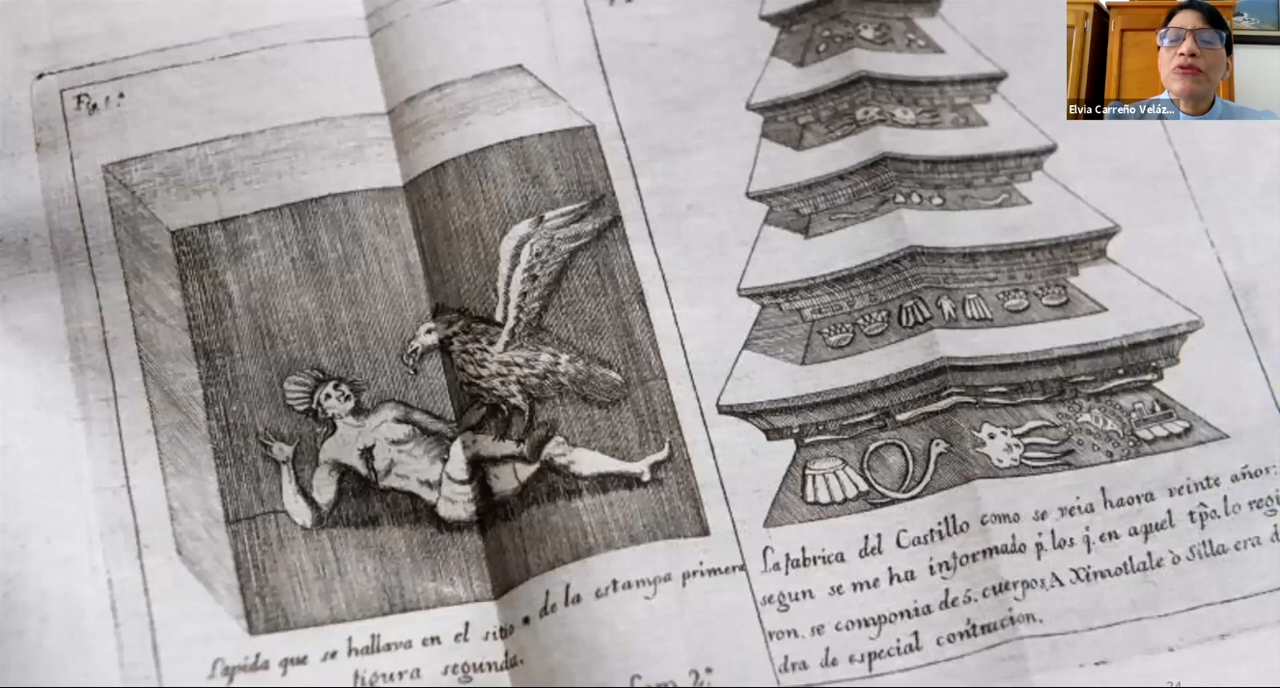 Fig. 1.ª
Lapida que se hallava en el sitio * de la estampa primera
figura segunda.
La fabrica del Castillo como se veia haora veinte años:
segun se me ha informado p. los q. en aquel tpõ. lo regi
ron. se componia de 5. cuerpos. A Ximotlale ò Silla era d
dra de especial contrucion.
Elvia Carreño Veláz...